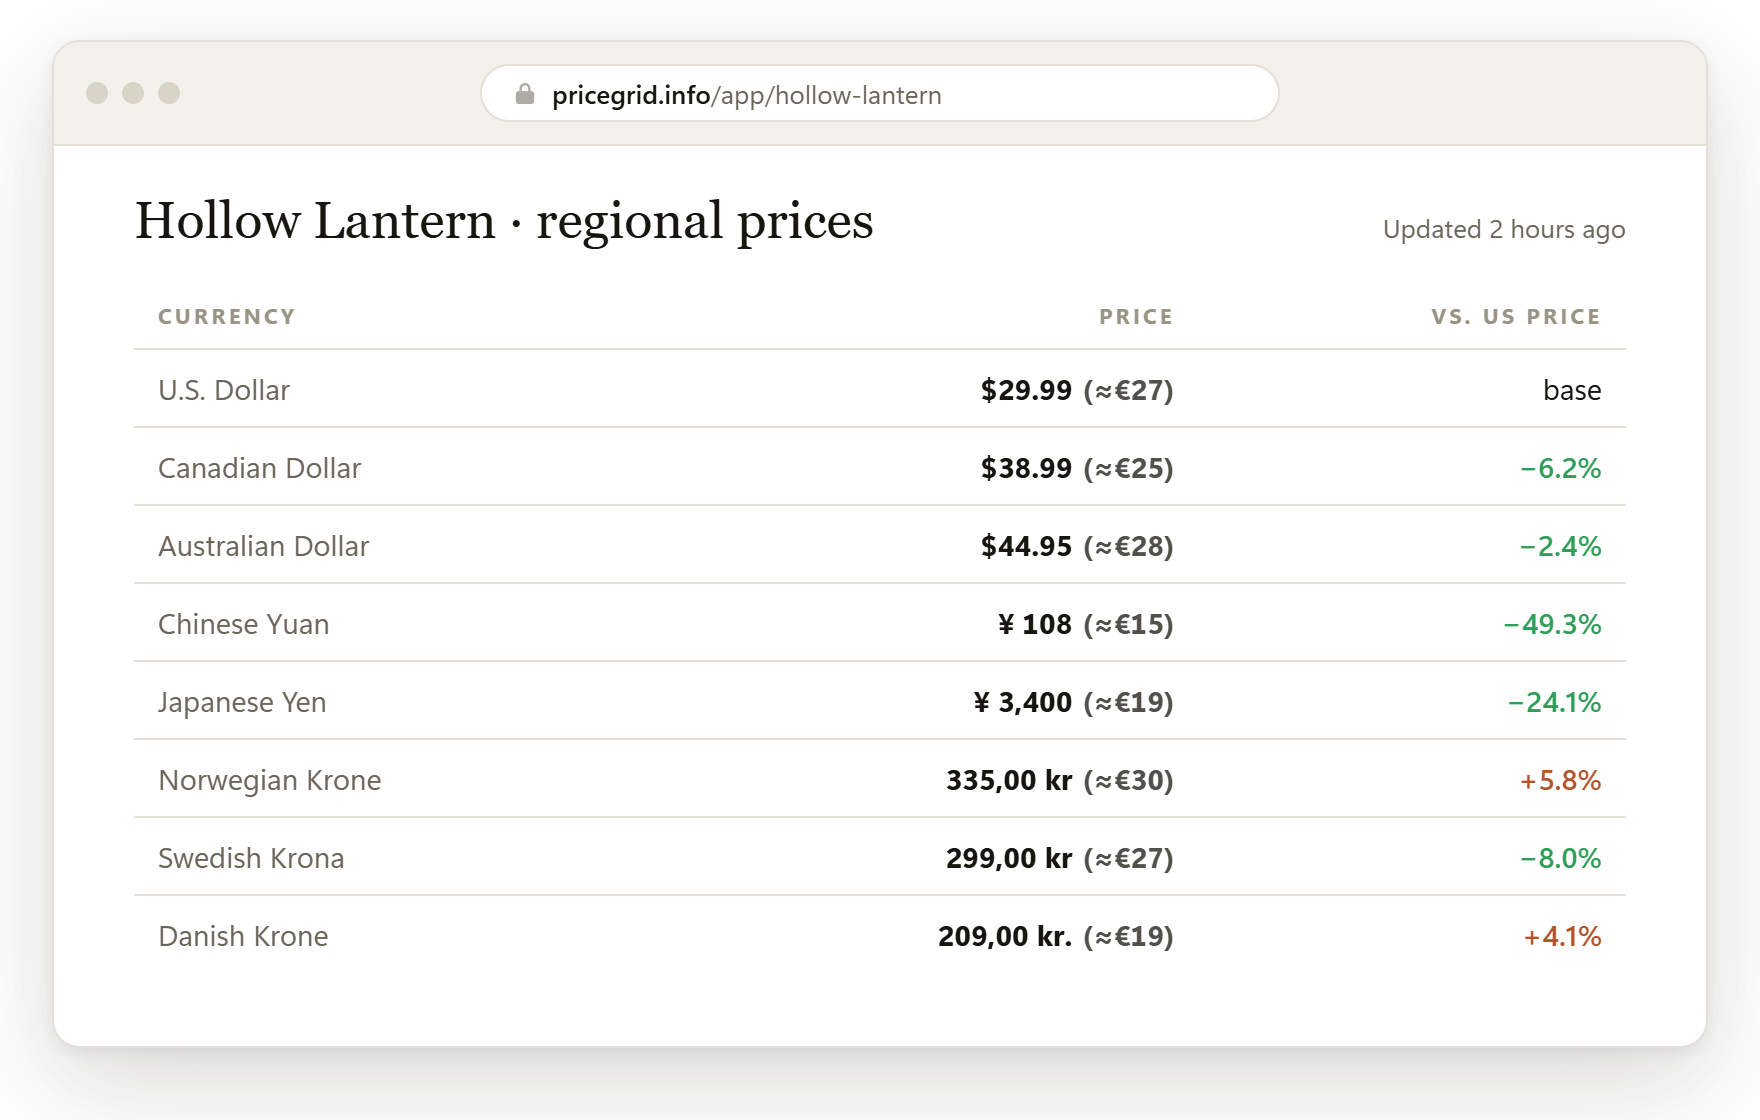 pricegrid.info/app/hollow-lantern
Hollow Lantern · regional prices
Updated 2 hours ago
CURRENCY PRICE VS. US PRICE
U.S. Dollar $29.99 (≈€27) base
Canadian Dollar $38.99 (≈€25) −6.2%
Australian Dollar $44.95 (≈€28) −2.4%
Chinese Yuan ¥ 108 (≈€15) −49.3%
Japanese Yen ¥ 3,400 (≈€19) −24.1%
Norwegian Krone 335,00 kr (≈€30) +5.8%
Swedish Krona 299,00 kr (≈€27) −8.0%
Danish Krone 209,00 kr. (≈€19) +4.1%